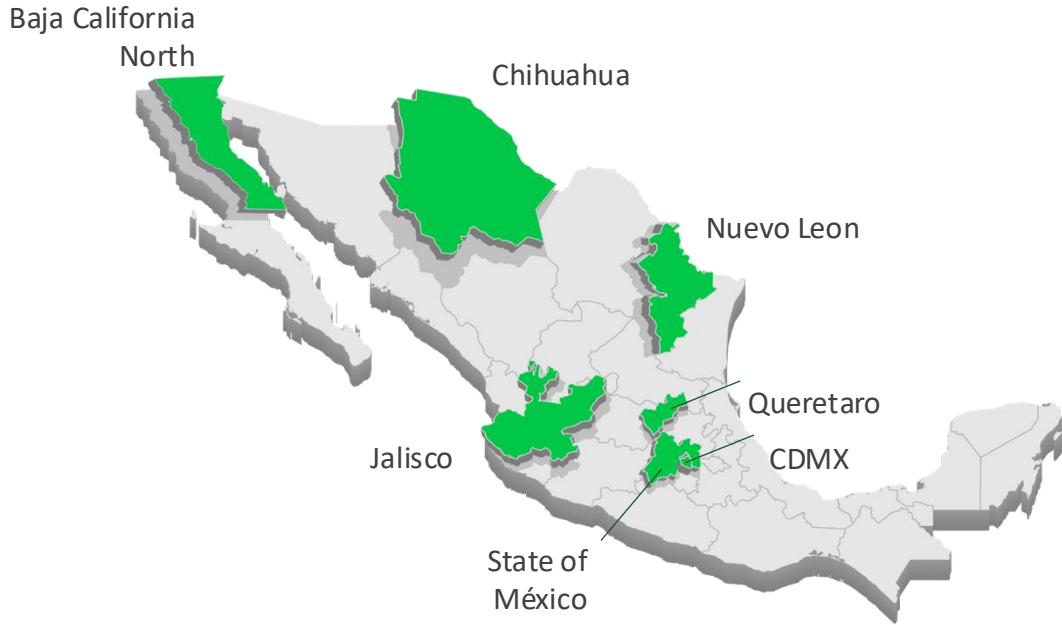 Baja California
North
Chihuahua
Nuevo Leon
Queretaro
Jalisco
CDMX
State of
México